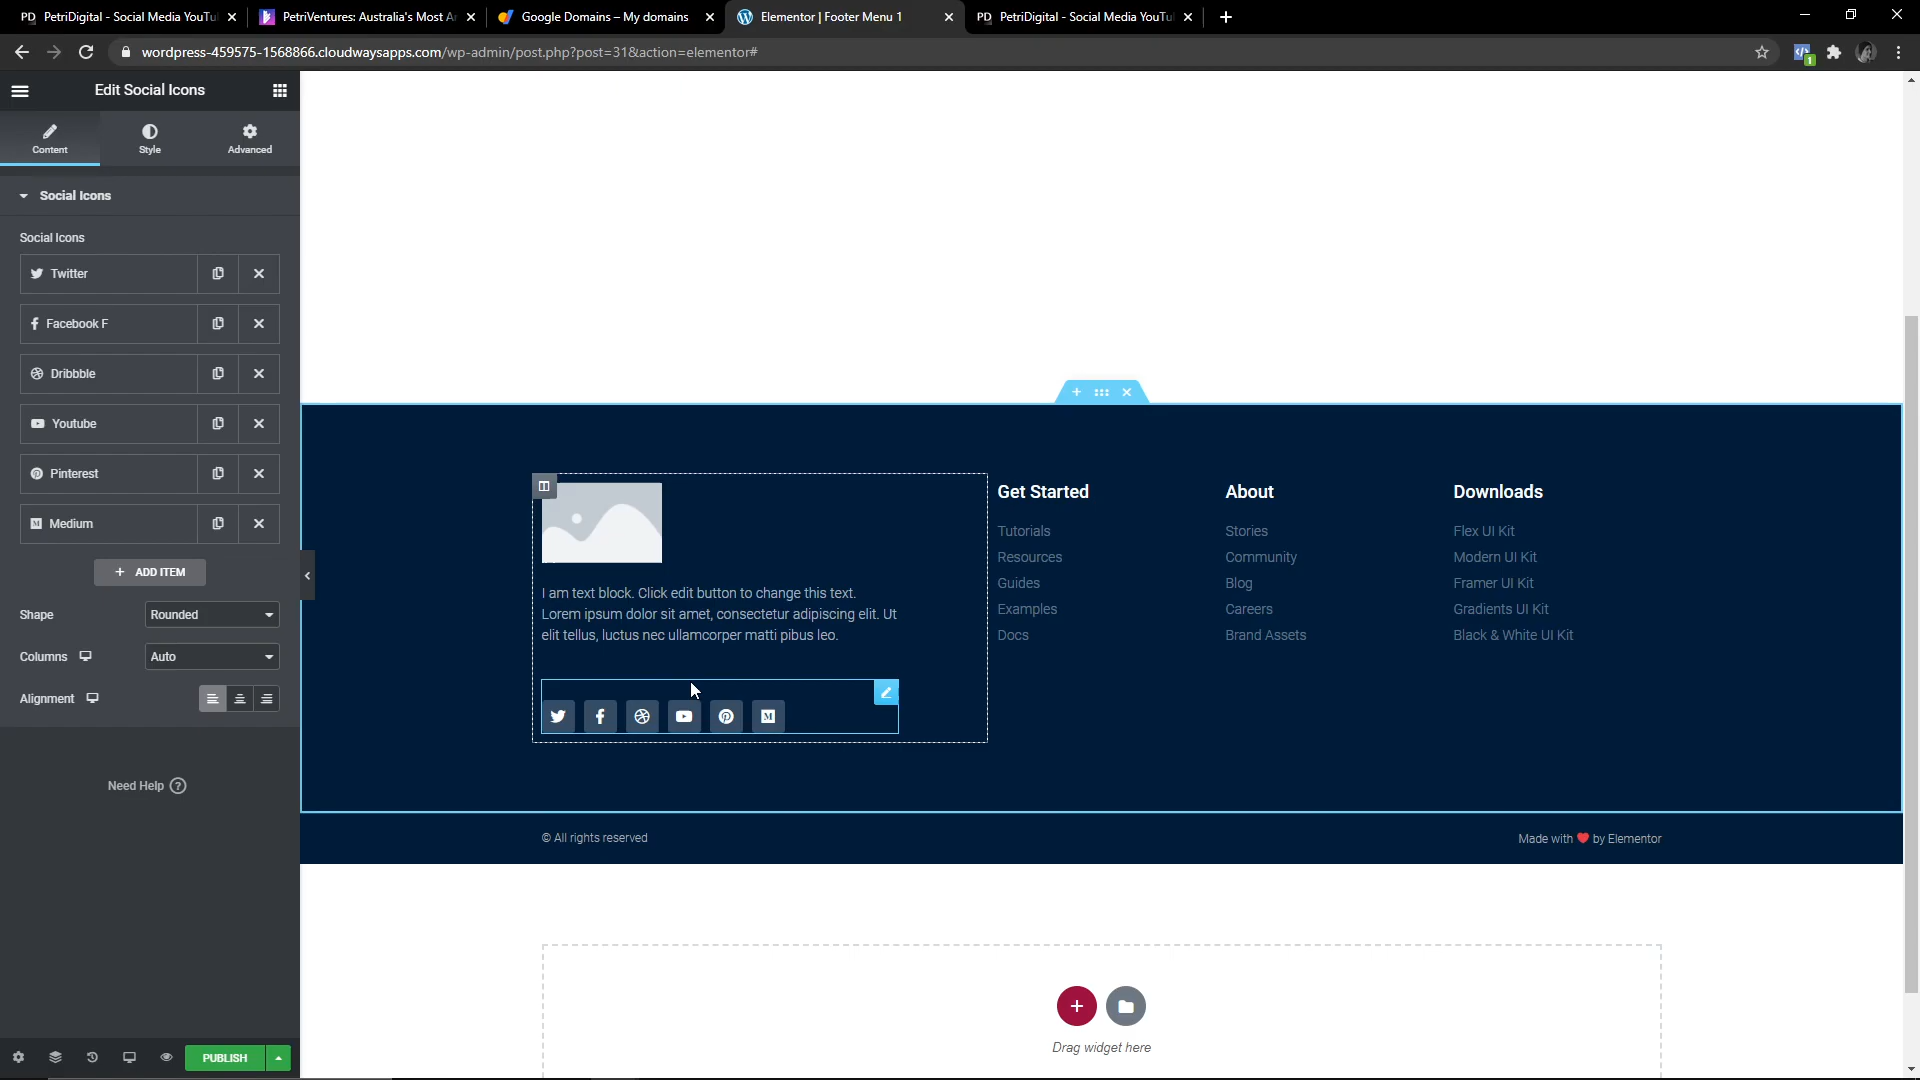 PD PetriDigital - Social Media YouTu
PetriVentures: Australia's Most A
Google Domains – My domains
Elementor | Footer Menu 1
PD PetriDigital - Social Media YouTu
wordpress-459575-1568866.cloudwaysapps.com/wp-admin/post.php?post=31&action=elementor#
1
Edit Social Icons
Content
Style
Advanced
Social Icons
Social Icons
Twitter
Facebook F
Dribbble
Youtube
Pinterest
Medium
+ ADD ITEM
Shape
Rounded
Columns
Auto
Alignment
Need Help ?
PUBLISH
I am text block. Click edit button to change this text.
Lorem ipsum dolor sit amet, consectetur adipiscing elit. Ut
elit tellus, luctus nec ullamcorper matti pibus leo.
Get Started
Tutorials
Resources
Guides
Examples
Docs
About
Stories
Community
Blog
Careers
Brand Assets
Downloads
Flex UI Kit
Modern UI Kit
Framer UI Kit
Gradients UI Kit
Black & White UI Kit
© All rights reserved
Made with ❤ by Elementor
Drag widget here